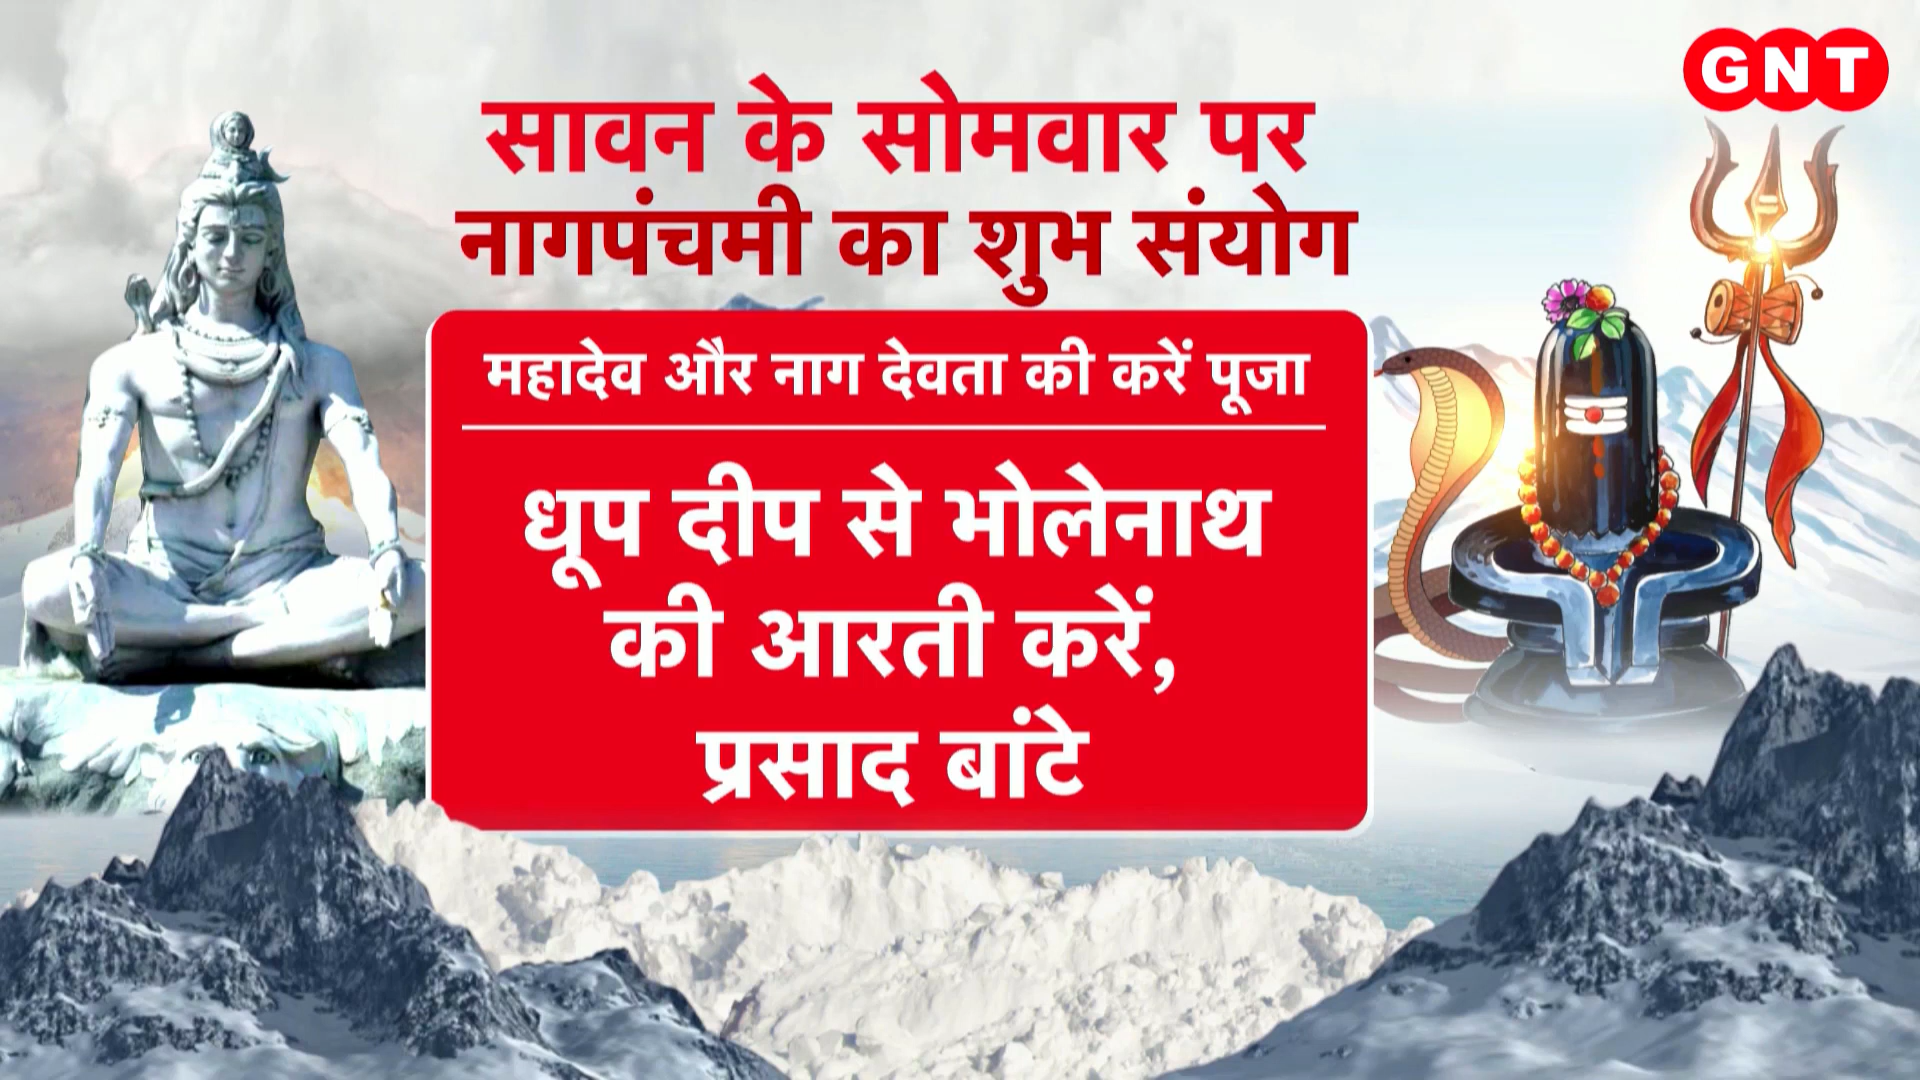 GNT
सावन के सोमवार पर
नागपंचमी का शुभ संयोग
महादेव और नाग देवता की करें पूजा
धूप दीप से भोलेनाथ
की आरती करें,
प्रसाद बांटे